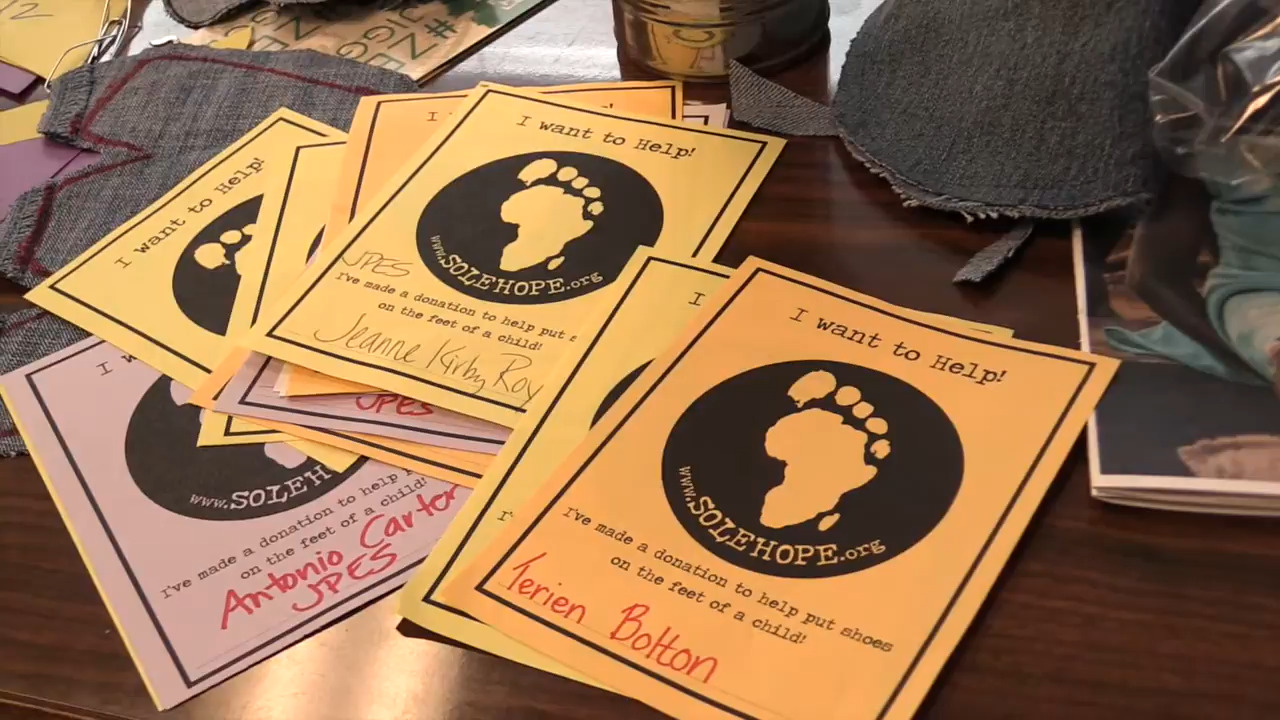 2
#
I want to Help!
www.SOLEHOPE.org
JPES
I've made a donation to help put s
on the feet of a child!
Jeanne Kirby Roy
I want to Help!
I
JPES
I
I'
I want to Help!
www.SOLEHOPE.org
I've made a donation to help put shoes
on the feet of a child!
Terien Bolton
I w
www.SOLEH
I've made a donation to help p
on the feet of a child!
Antonio Carter
JPES